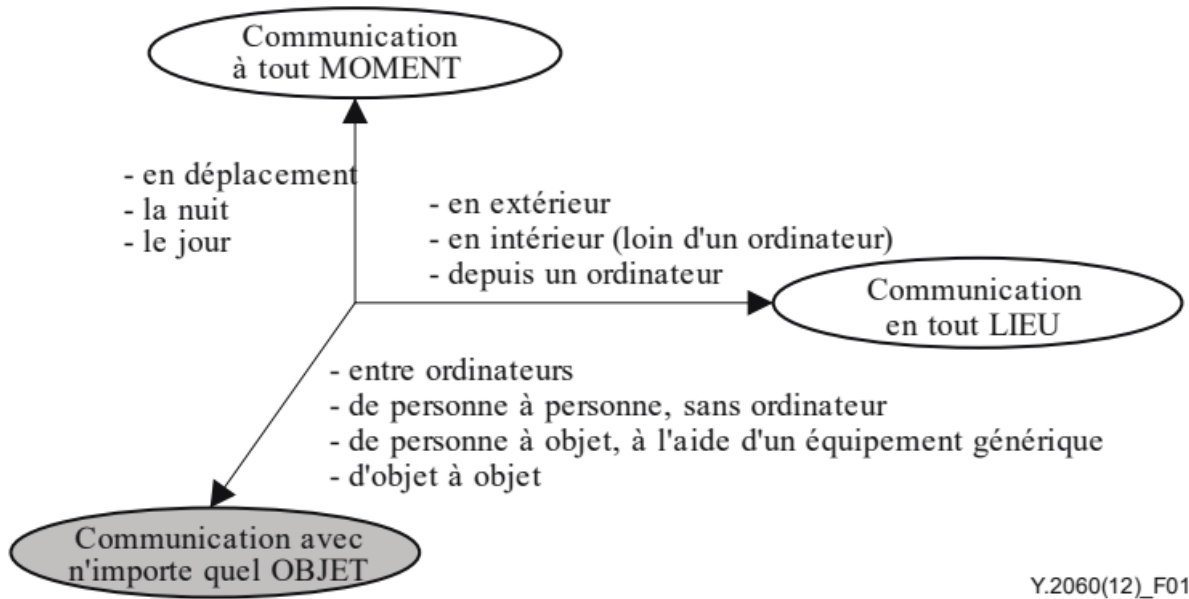 Communication
à tout MOMENT
- en déplacement
- la nuit
- le jour
- en extérieur
- en intérieur (loin d'un ordinateur)
- depuis un ordinateur
Communication
en tout LIEU
- entre ordinateurs
- de personne à personne, sans ordinateur
- de personne à objet, à l'aide d'un équipement générique
- d'objet à objet
Communication avec
n'importe quel OBJET
Y.2060(12)_F01